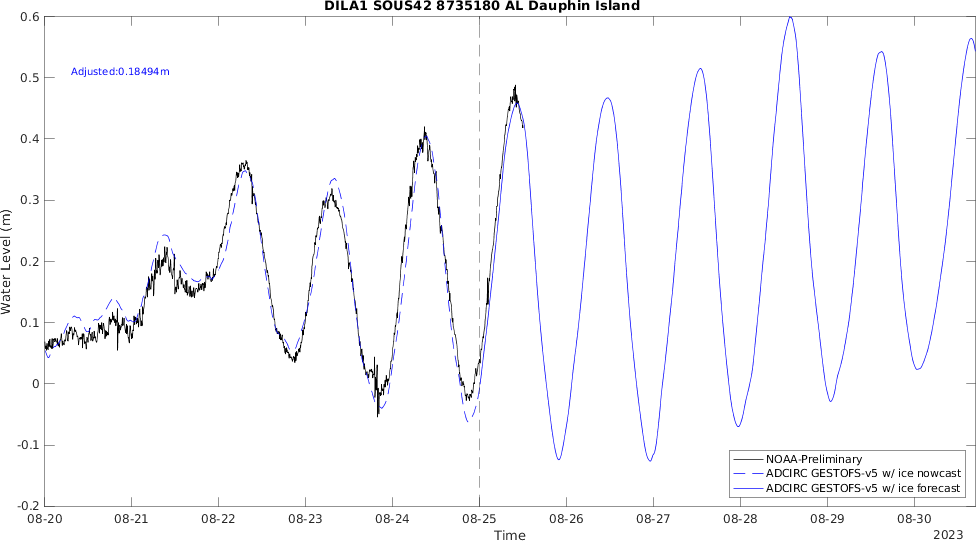 DILA1 SOUS42 8735180 AL Dauphin Island
Adjusted:0.18494m
Water Level (m)
0.6
0.5
0.4
0.3
0.2
0.1
0
-0.1
-0.2
NOAA-Preliminary
ADCIRC GESTOFS-v5 w/ ice nowcast
ADCIRC GESTOFS-v5 w/ ice forecast
08-20 08-21 08-22 08-23 08-24 08-25 08-26 08-27 08-28 08-29 08-30
Time
2023